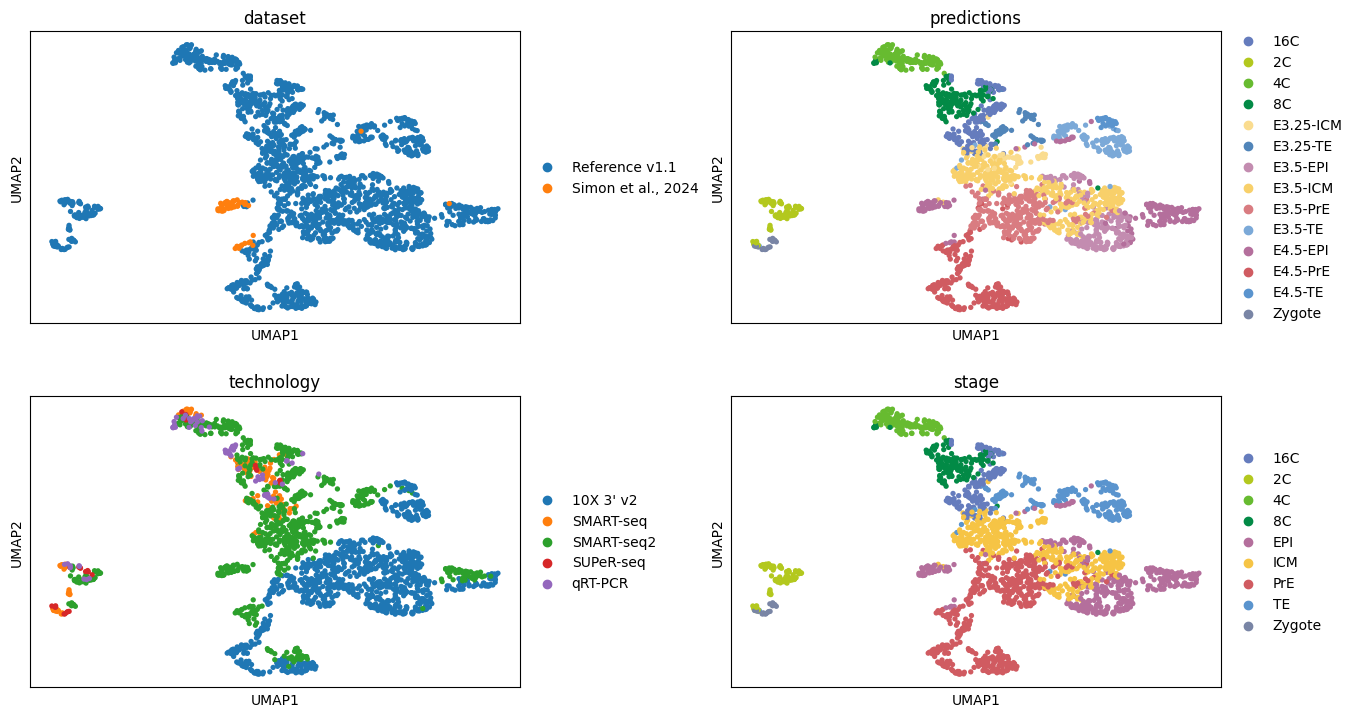 dataset
UMAP2
UMAP1
Reference v1.1
Simon et al., 2024
predictions
UMAP2
UMAP1
16C
2C
4C
8C
E3.25-ICM
E3.25-TE
E3.5-EPI
E3.5-ICM
E3.5-PrE
E3.5-TE
E4.5-EPI
E4.5-PrE
E4.5-TE
Zygote
technology
UMAP2
UMAP1
10X 3' v2
SMART-seq
SMART-seq2
SUPeR-seq
qRT-PCR
stage
UMAP2
UMAP1
16C
2C
4C
8C
EPI
ICM
PrE
TE
Zygote